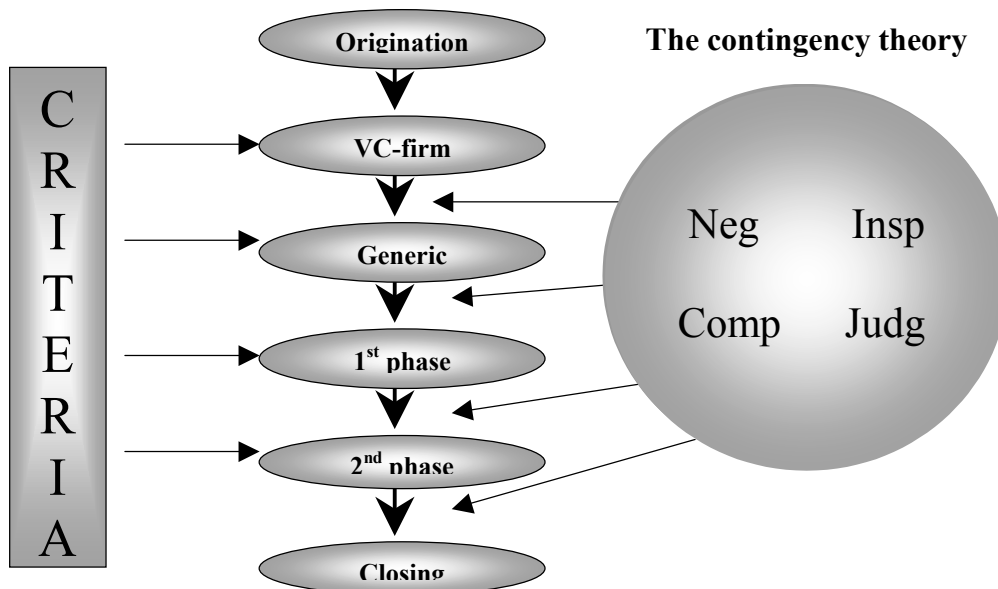 Origination
The contingency theory
C
R
I
T
E
R
I
A
VC-firm
Generic
1st phase
2nd phase
Closing
Neg Insp
Comp Judg